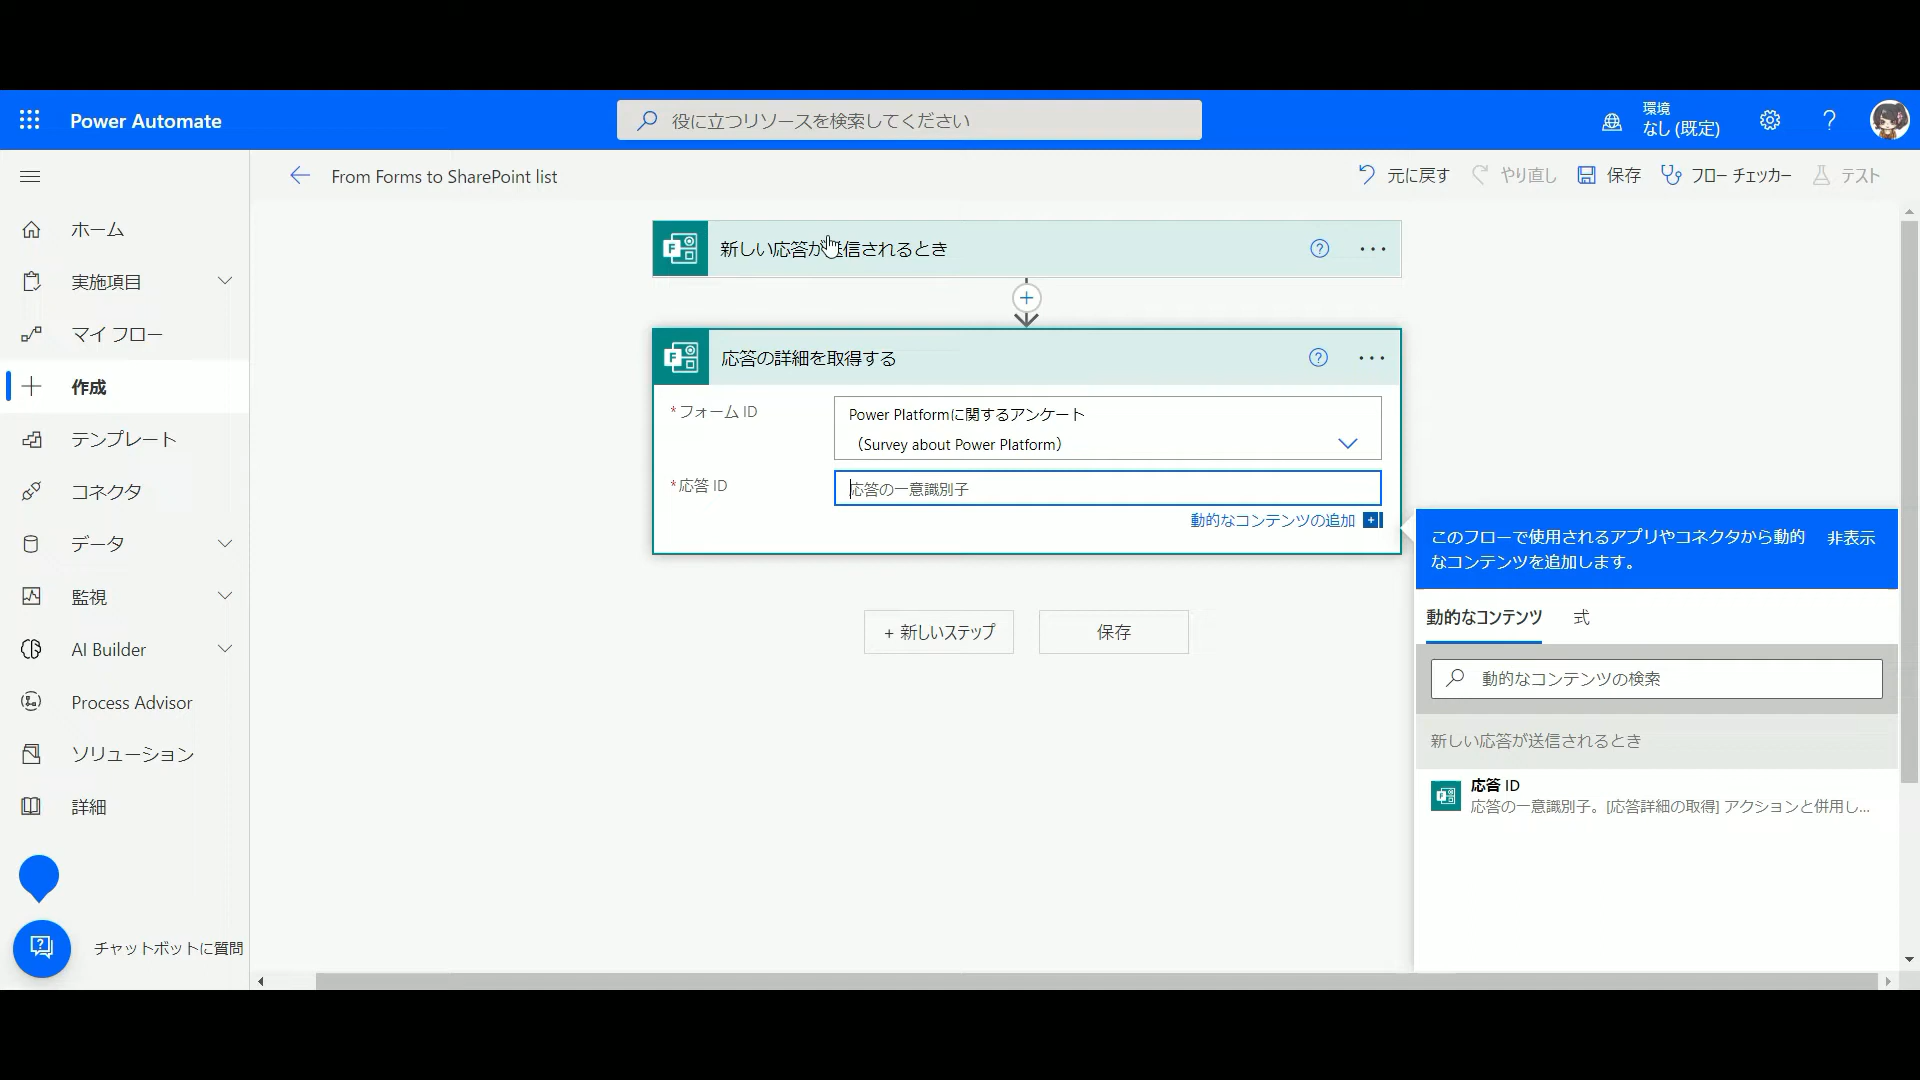 Power Automate
役に立つリソースを検索してください
環境
なし (既定)
From Forms to SharePoint list
元に戻す
やり直し
保存
フロー チェッカー
テスト
ホーム
実施項目
マイ フロー
作成
テンプレート
コネクタ
データ
監視
AI Builder
Process Advisor
ソリューション
詳細
チャットボットに質問
新しい応答が送信されるとき
応答の詳細を取得する
*フォーム ID
Power Platformに関するアンケート
（Survey about Power Platform）
*応答 ID
応答の一意識別子
動的なコンテンツの追加
+ 新しいステップ
保存
このフローで使用されるアプリやコネクタから動的
なコンテンツを追加します。
非表示
動的なコンテンツ
式
動的なコンテンツの検索
新しい応答が送信されるとき
応答 ID
応答の一意識別子。[応答詳細の取得] アクションと併用し...